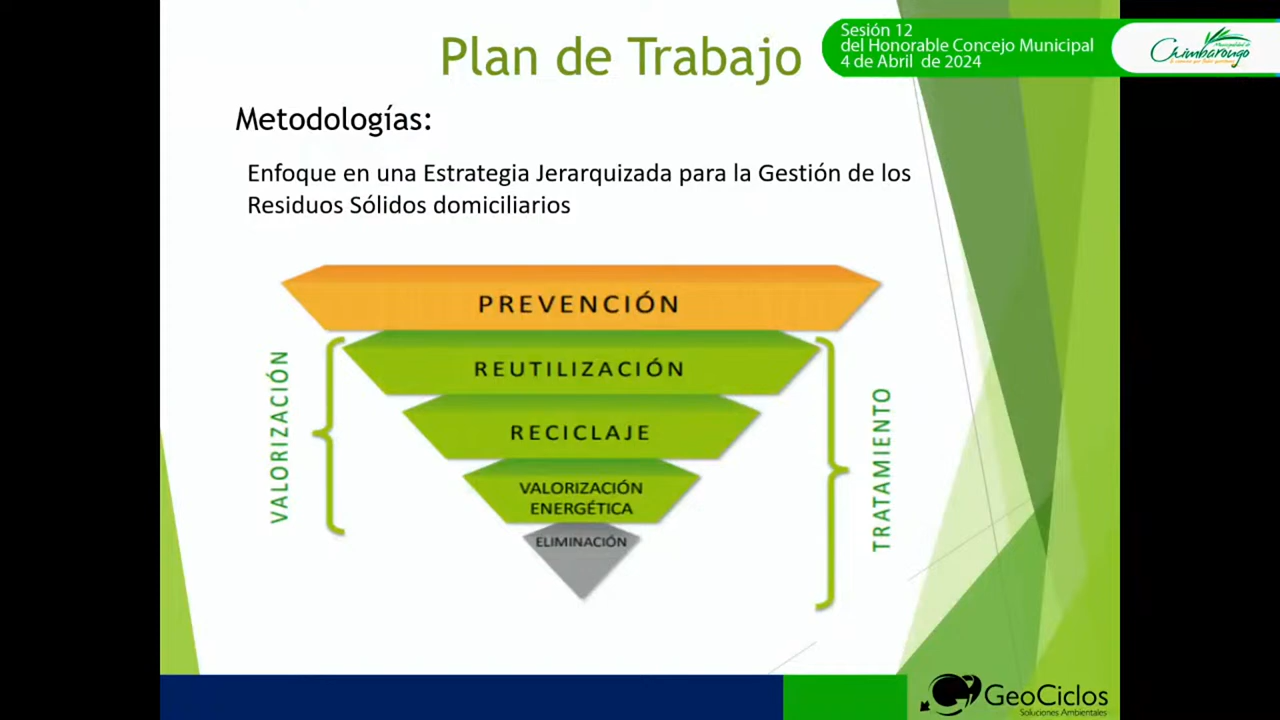 Plan de Trabajo
Sesión 12
del Honorable Concejo Municipal
4 de Abril de 2024
Municipalidad de
Chimbarongo
Metodologías:
Enfoque en una Estrategia Jerarquizada para la Gestión de los
Residuos Sólidos domiciliarios
PREVENCIÓN
VALORIZACIÓN
REUTILIZACIÓN
RECICLAJE
VALORIZACIÓN
ENERGÉTICA
ELIMINACIÓN
TRATAMIENTO
GeoCiclos
Soluciones Ambientales